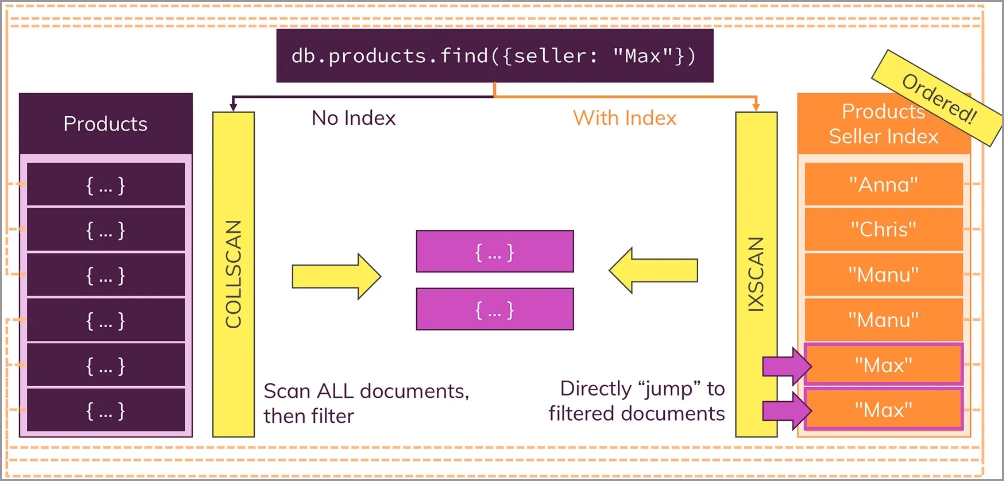 db.products.find({seller: "Max"})
No Index
With Index
Ordered!
Products
{ ... }
{ ... }
{ ... }
{ ... }
{ ... }
{ ... }
COLLSCAN
Scan ALL documents,
then filter
{ ... }
{ ... }
IXSCAN
Directly “jump” to
filtered documents
Products
Seller Index
"Anna"
"Chris"
"Manu"
"Manu"
"Max"
"Max"